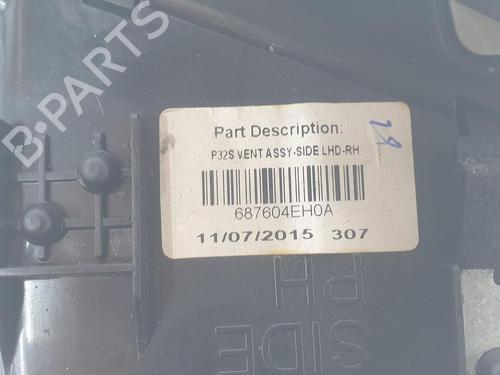 B-PARTS
Part Description:
P32S VENT ASSY-SIDE LHD-RH
687604EH0A
11/07/2015 307
RH
SIDE